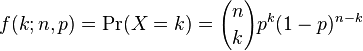 f(k; n, p) = Pr(X = k) = \binom{n}{k} p^k (1 − p)^{n−k}